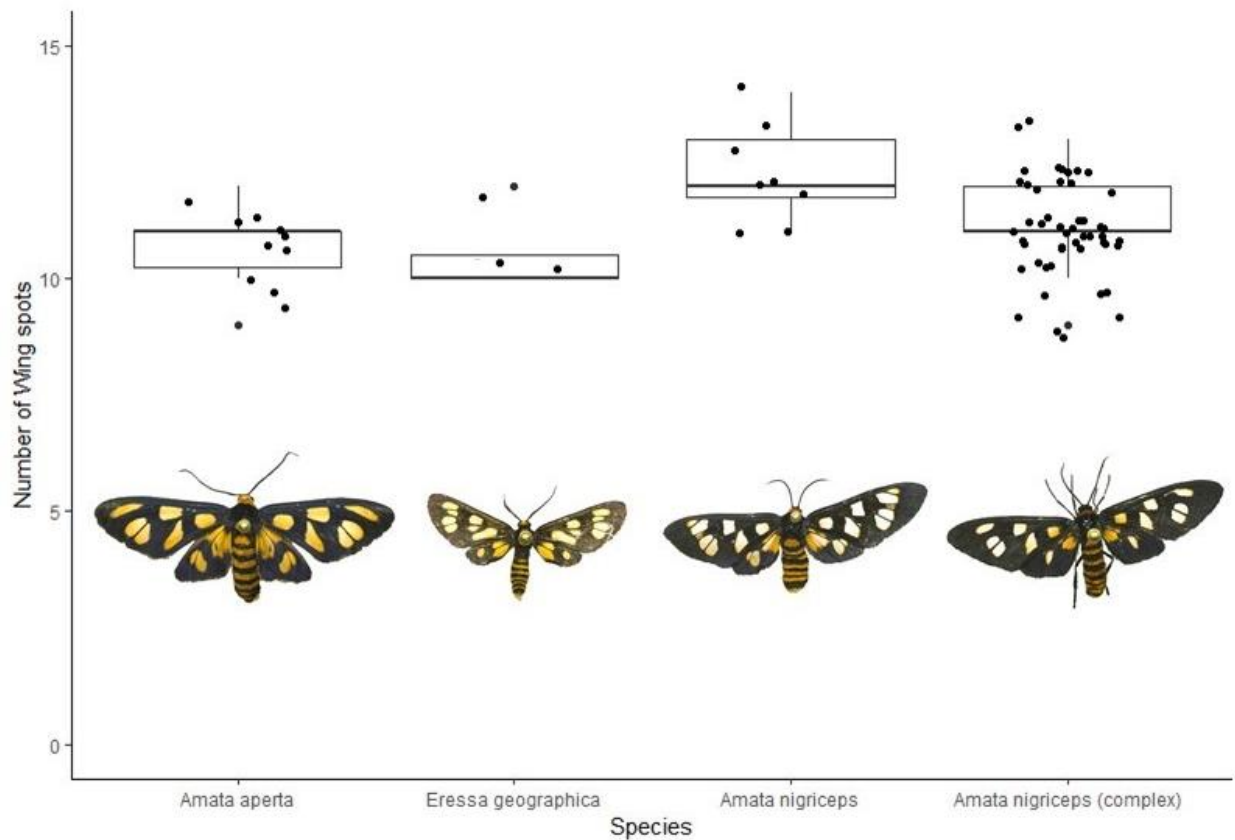 15
10
5
0
Number of Wing spots
Amata aperta
Eressa geographica
Amata nigriceps
Amata nigriceps (complex)
Species